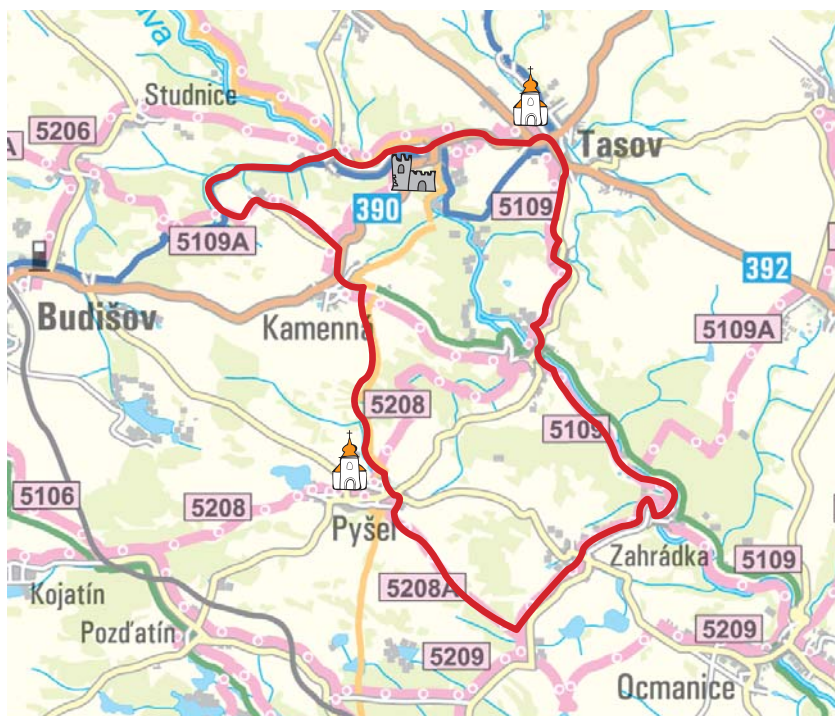 Studnice
5206
A
Tasov
390
5109
5109A
392
Budišov
Kamenná
5109A
5208
5109
5106
5208
Pyšel
Zahrádka
5109
Kojatín
5208A
Pozďatín
5209
5209
Ocmanice